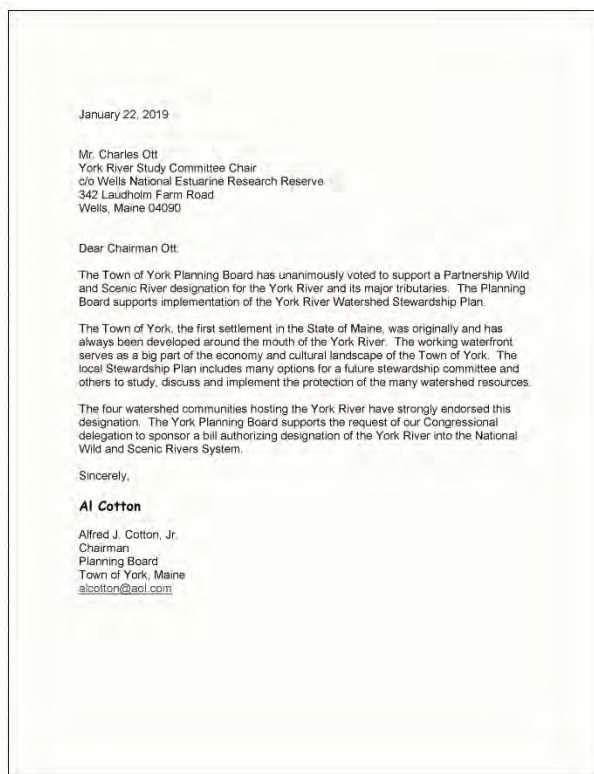 January 22, 2019
Mr. Charles Ott
York River Study Committee Chair
c/o Wells National Estuarine Research Reserve
342 Laudholm Farm Road
Wells, Maine 04090
Dear Chairman Ott:
The Town of York Planning Board has unanimously voted to support a Partnership Wild
and Scenic River designation for the York River and its major tributaries. The Planning
Board supports implementation of the York River Watershed Stewardship Plan.
The Town of York, the first settlement in the State of Maine, was originally and has
always been developed around the mouth of the York River. The working waterfront
serves as a big part of the economy and cultural landscape of the Town of York. The
local Stewardship Plan includes many options for a future stewardship committee and
others to study, discuss and implement the protection of the many watershed resources.
The four watershed communities hosting the York River have strongly endorsed this
designation. The York Planning Board supports the request of our Congressional
delegation to sponsor a bill authorizing designation of the York River into the National
Wild and Scenic Rivers System.
Sincerely,
Al Cotton
Alfred J. Cotton, Jr.
Chairman
Planning Board
Town of York, Maine
alcotton@aol.com